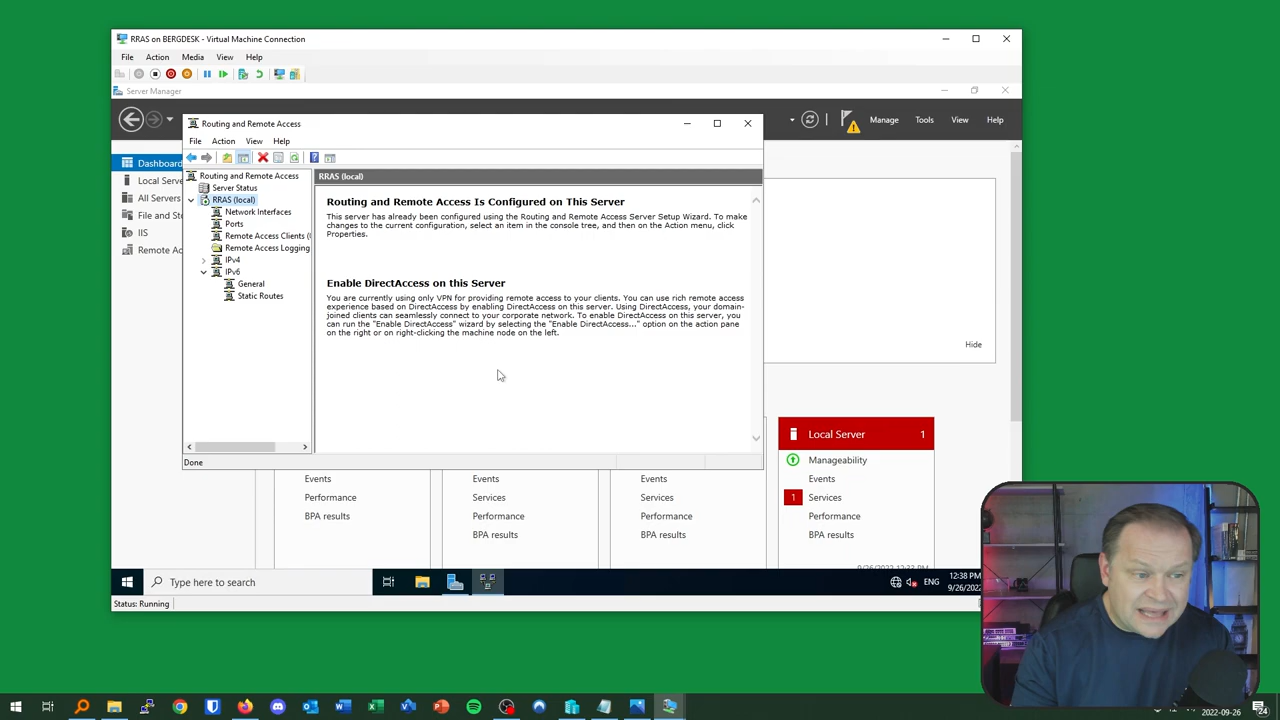 RRAS on BERGDESK - Virtual Machine Connection
File Action Media View Help
Server Manager
Manage Tools View Help
Routing and Remote Access
File Action View Help
Dashboard
Local Serve
All Servers
File and Sto
IIS
Remote Ac
Routing and Remote Access
Server Status
RRAS (local)
Network Interfaces
Ports
Remote Access Clients (
Remote Access Logging
IPv4
IPv6
General
Static Routes
RRAS (local)
Routing and Remote Access Is Configured on This Server
This server has already been configured using the Routing and Remote Access Server Setup Wizard. To make
changes to the current configuration, select an item in the console tree, and then on the Action menu, click
Properties.
Enable DirectAccess on this Server
You are currently using only VPN for providing remote access to your clients. You can use rich remote access
experience based on DirectAccess by enabling DirectAccess on this server. Using DirectAccess, your domain-
joined clients can seamlessly connect to your corporate network. To enable DirectAccess on this server, you
can run the "Enable DirectAccess" wizard by selecting the "Enable DirectAccess..." option on the action pane
on the right or on right-clicking the machine node on the left.
Done
Hide
Local Server 1
Manageability
Events
1 Services
Performance
BPA results
Events
Performance
BPA results
Events
Services
Performance
BPA results
Events
Services
Performance
BPA results
Type here to search
ENG
12:38 PM
9/26/2022
Status: Running
2022-09-26
24